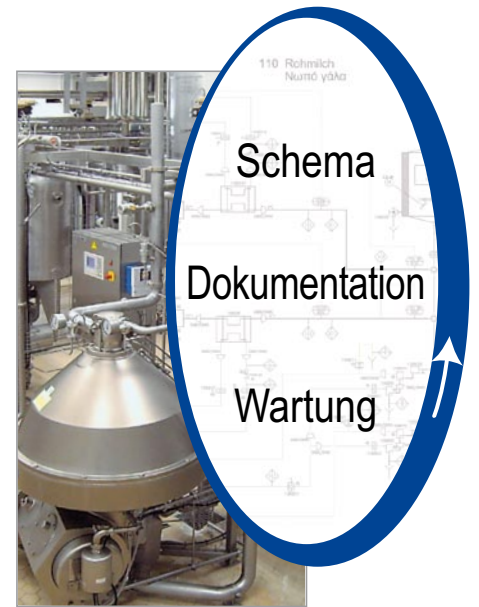 110 Rohmilch
Νωπό γάλα
Schema
Dokumentation
Wartung